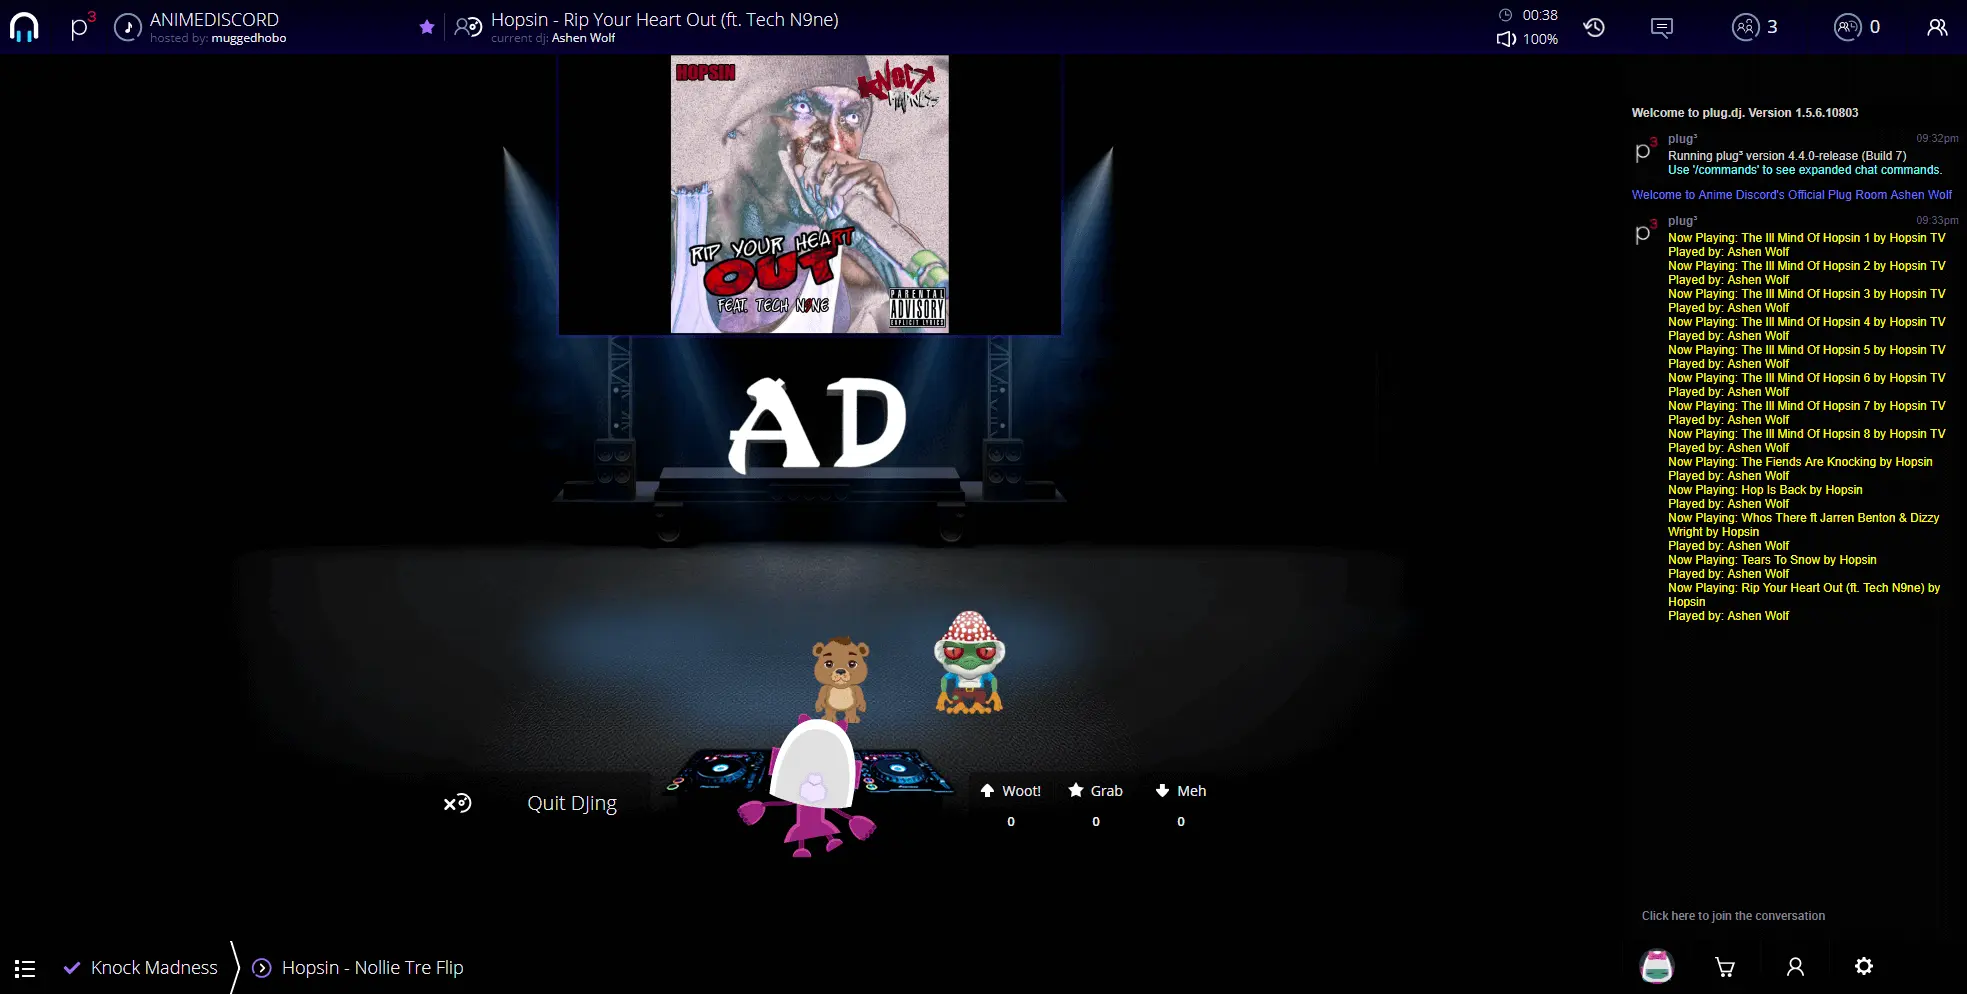 p3
ANIMEDISCORD
hosted by: muggedhobo
Hopsin - Rip Your Heart Out (ft. Tech N9ne)
current dj: Ashen Wolf
00:38
100%
3
0
HOPSIN
KNOCK
MADNESS
RIP YOUR HEART
OUT
FEAT. TECH N9NE
PARENTAL
ADVISORY
EXPLICIT LYRICS
AD
Quit DJing
Woot!
Grab
Meh
0
0
0
Welcome to plug.dj. Version 1.5.6.10803
p3
plug³
09:32pm
Running plug³ version 4.4.0-release (Build 7)
Use '/commands' to see expanded chat commands.
Welcome to Anime Discord's Official Plug Room Ashen Wolf
p3
plug³
09:33pm
Now Playing: The Ill Mind Of Hopsin 1 by Hopsin TV
Played by: Ashen Wolf
Now Playing: The Ill Mind Of Hopsin 2 by Hopsin TV
Played by: Ashen Wolf
Now Playing: The Ill Mind Of Hopsin 3 by Hopsin TV
Played by: Ashen Wolf
Now Playing: The Ill Mind Of Hopsin 4 by Hopsin TV
Played by: Ashen Wolf
Now Playing: The Ill Mind Of Hopsin 5 by Hopsin TV
Played by: Ashen Wolf
Now Playing: The Ill Mind Of Hopsin 6 by Hopsin TV
Played by: Ashen Wolf
Now Playing: The Ill Mind Of Hopsin 7 by Hopsin TV
Played by: Ashen Wolf
Now Playing: The Ill Mind Of Hopsin 8 by Hopsin TV
Played by: Ashen Wolf
Now Playing: The Fiends Are Knocking by Hopsin
Played by: Ashen Wolf
Now Playing: Hop Is Back by Hopsin
Played by: Ashen Wolf
Now Playing: Whos There ft Jarren Benton & Dizzy
Wright by Hopsin
Played by: Ashen Wolf
Now Playing: Tears To Snow by Hopsin
Played by: Ashen Wolf
Now Playing: Rip Your Heart Out (ft. Tech N9ne) by
Hopsin
Played by: Ashen Wolf
Click here to join the conversation
Knock Madness
Hopsin - Nollie Tre Flip